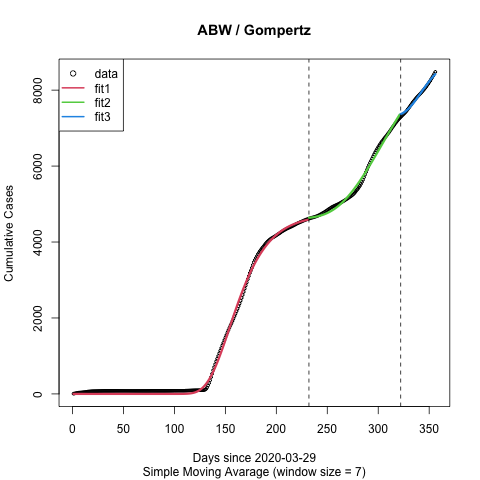 ABW / Gompertz
data
fit1
fit2
fit3
Cumulative Cases
0
2000
4000
6000
8000
0 50 100 150 200 250 300 350
Days since 2020-03-29
Simple Moving Avarage (window size = 7)